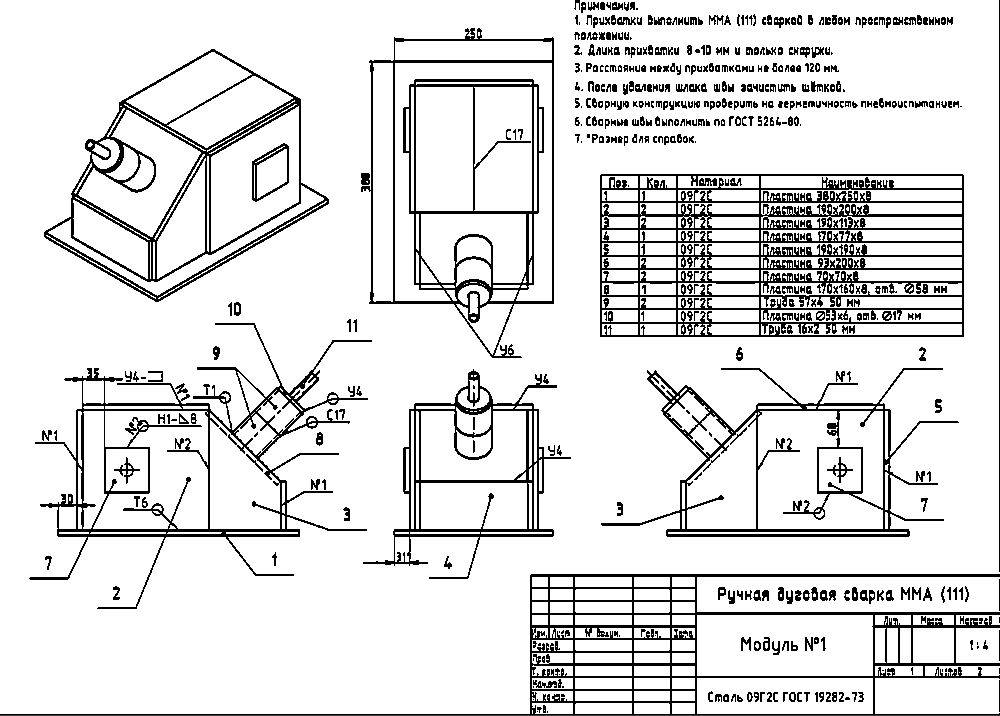 Примечания.
1. Прихватки выполнить ММА (111) сваркой в любом пространственном
положении.
2. Длина прихватки 8-10 мм и только снаружи.
3. Расстояние между прихватками не более 120 мм.
4. После удаления шлака швы зачистить щёткой.
5. Сварную конструкцию проверить на герметичность пневмоиспытанием.
6. Сварные швы выполнить по ГОСТ 5264-80.
7. *Размер для справок.
250
380
С17
У6
Поз. Кол. Материал Наименование
1 1 09Г2С Пластина 380х250х8
2 2 09Г2С Пластина 190х200х8
3 2 09Г2С Пластина 190х113х8
4 1 09Г2С Пластина 170х77х8
5 1 09Г2С Пластина 190х190х8
6 2 09Г2С Пластина 93х200х8
7 2 09Г2С Пластина 70х70х8
8 1 09Г2С Пластина 170х160х8, отв. ∅58 мм
9 2 09Г2С Труба 57х4 50 мм
10 1 09Г2С Пластина ∅53х6, отв. ∅17 мм
11 1 09Г2С Труба 16х2 50 мм
10
11
9
35
У4-
№1
Т1
У4
№2
Н1-◺8
С17
8
№1
№2
№1
30
Т6
3
7
2
1
У4
У4
31*
4
6
2
№1
68
5
№2
№1
3
№2
7
Ручная дуговая сварка ММА (111)
Изм. Лист № докум. Подп. Дата
Разраб.
Пров.
Т. контр.
Н. контр.
Утв.
Модуль №1
Лит. Масса Масштаб
1:4
Лист 1 Листов 2
Сталь 09Г2С ГОСТ 19282-73